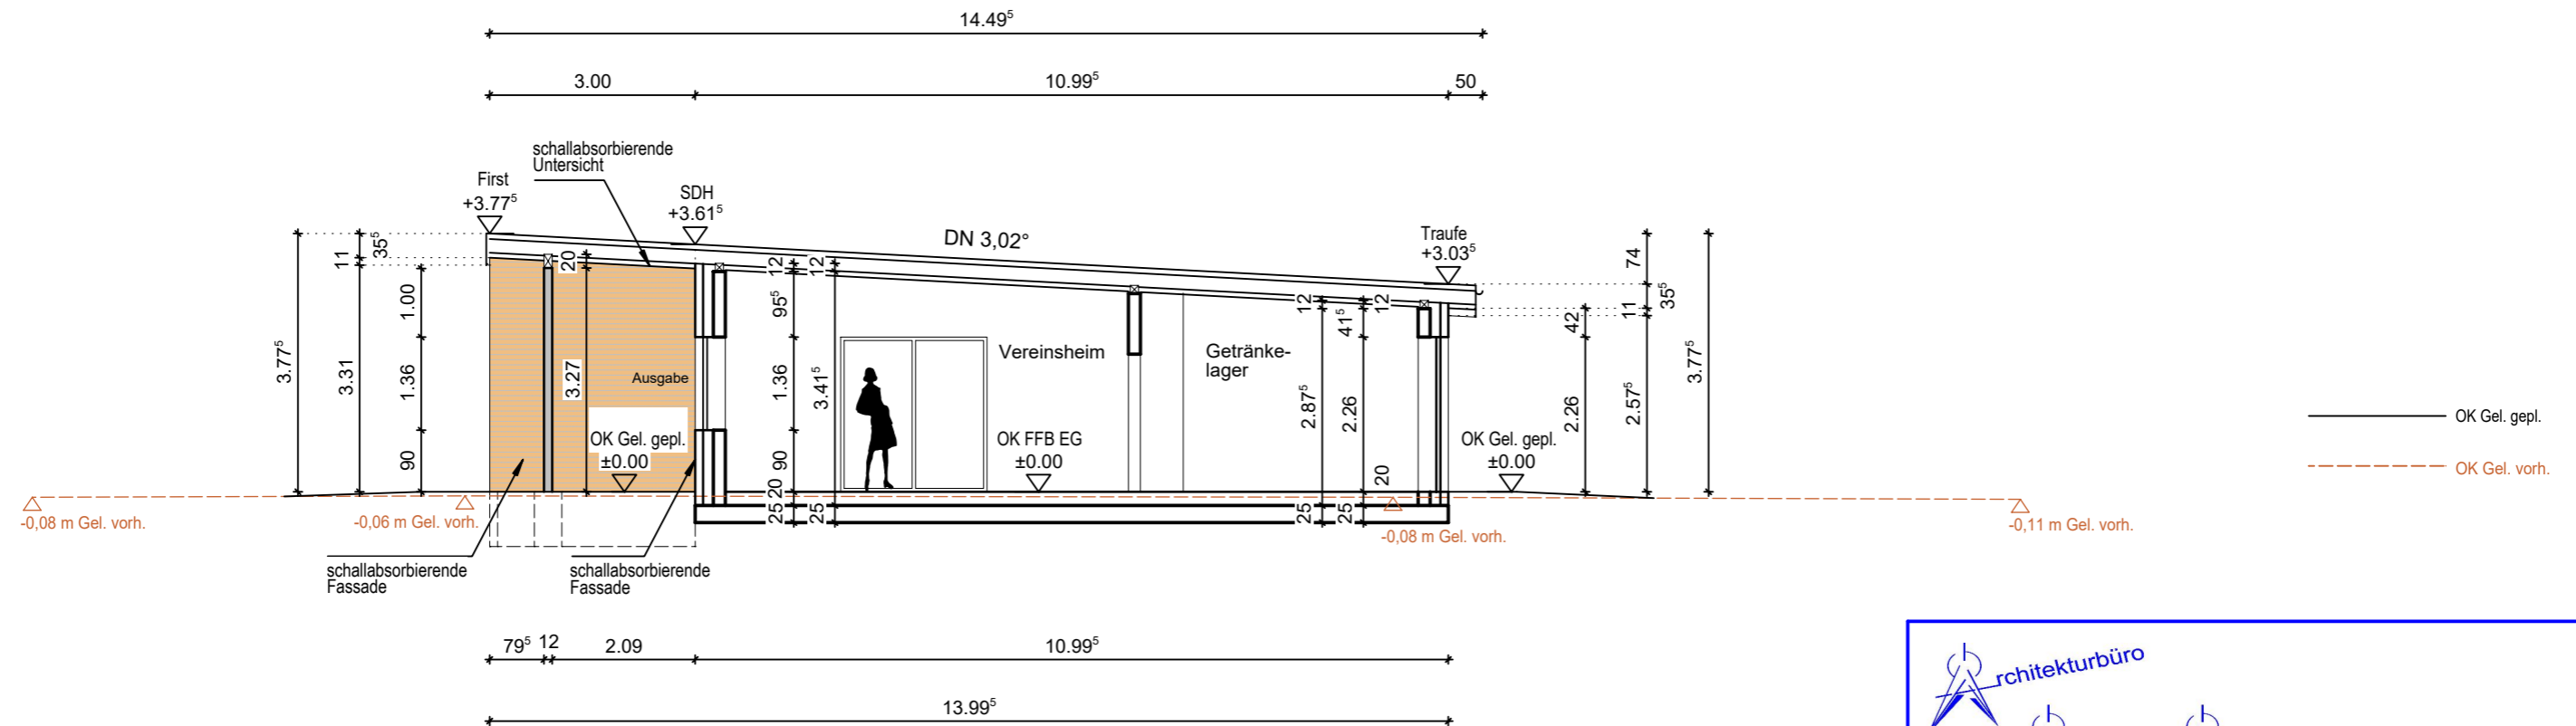 14.49⁵
3.00
10.99⁵
50
schallabsorbierende
Untersicht
First
+3.77⁵
SDH
+3.61⁵
DN 3,02°
Traufe
+3.03⁵
3.77⁵
11
35⁵
3.31
1.00
1.36
90
20
3.27
Ausgabe
OK Gel. gepl.
±0.00
12
12
95⁵
1.36
3.41⁵
90
20
25
25
Vereinsheim
OK FFB EG
±0.00
Getränke-
lager
12
12
41⁵
2.87⁵
2.26
20
25
25
OK Gel. gepl.
±0.00
42
2.26
74
11
35⁵
2.57⁵
3.77⁵
OK Gel. gepl.
OK Gel. vorh.
-0,08 m Gel. vorh.
-0,06 m Gel. vorh.
-0,08 m Gel. vorh.
-0,11 m Gel. vorh.
schallabsorbierende
Fassade
schallabsorbierende
Fassade
79⁵
12
2.09
10.99⁵
13.99⁵
rchitekturbüro